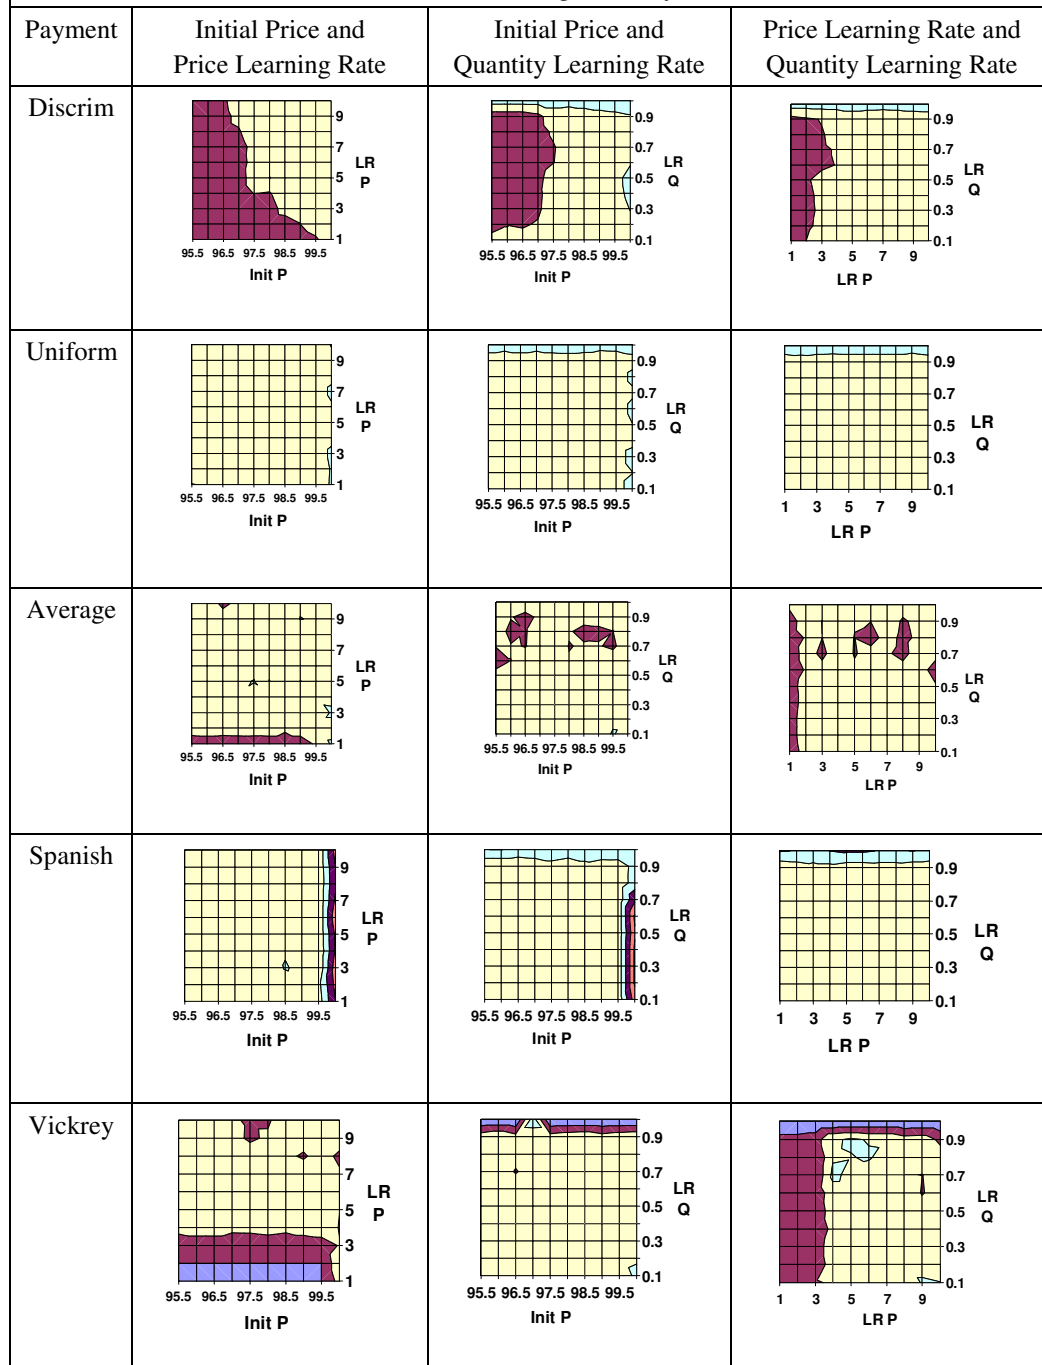 Payment
Initial Price and
Price Learning Rate
Initial Price and
Quantity Learning Rate
Price Learning Rate and
Quantity Learning Rate
Discrim
9
7
5
3
1
LR
P
95.5 96.5 97.5 98.5 99.5
Init P
0.9
0.7
0.5
0.3
0.1
LR
Q
95.5 96.5 97.5 98.5 99.5
Init P
0.9
0.7
0.5
0.3
0.1
LR
Q
1 3 5 7 9
LR P
Uniform
9
7
5
3
1
LR
P
95.5 96.5 97.5 98.5 99.5
Init P
0.9
0.7
0.5
0.3
0.1
LR
Q
95.5 96.5 97.5 98.5 99.5
Init P
0.9
0.7
0.5
0.3
0.1
LR
Q
1 3 5 7 9
LR P
Average
9
7
5
3
1
LR
P
95.5 96.5 97.5 98.5 99.5
Init P
0.9
0.7
0.5
0.3
0.1
LR
Q
95.5 96.5 97.5 98.5 99.5
Init P
0.9
0.7
0.5
0.3
0.1
LR
Q
1 3 5 7 9
LR P
Spanish
9
7
5
3
1
LR
P
95.5 96.5 97.5 98.5 99.5
Init P
0.9
0.7
0.5
0.3
0.1
LR
Q
95.5 96.5 97.5 98.5 99.5
Init P
0.9
0.7
0.5
0.3
0.1
LR
Q
1 3 5 7 9
LR P
Vickrey
9
7
5
3
1
LR
P
95.5 96.5 97.5 98.5 99.5
Init P
0.9
0.7
0.5
0.3
0.1
LR
Q
95.5 96.5 97.5 98.5 99.5
Init P
0.9
0.7
0.5
0.3
0.1
LR
Q
1 3 5 7 9
LR P